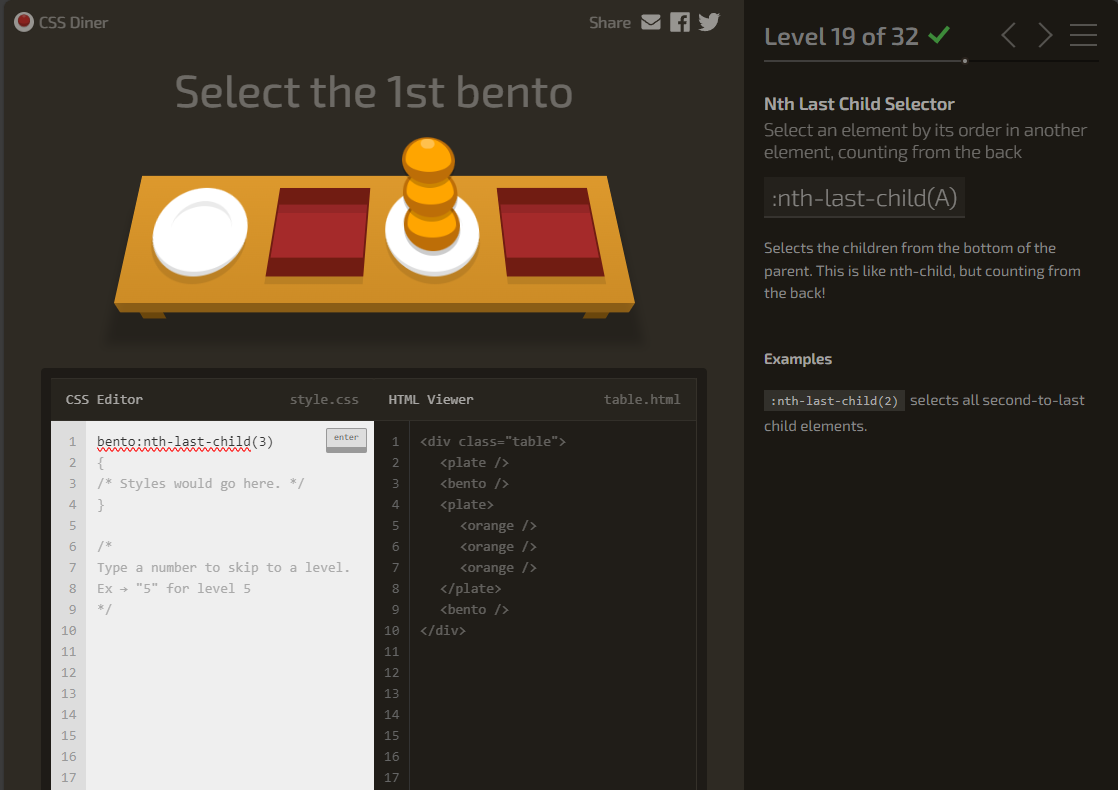 CSS Diner
Share
Select the 1st bento
CSS Editor style.css
1 bento:nth-last-child(3)
enter
2 {
3 /* Styles would go here. */
4 }
5
6 /*
7 Type a number to skip to a level.
8 Ex → "5" for level 5
9 */
10
11
12
13
14
15
16
17
HTML Viewer table.html
1 <div class="table">
2 <plate />
3 <bento />
4 <plate>
5 <orange />
6 <orange />
7 <orange />
8 </plate>
9 <bento />
10 </div>
11
12
13
14
15
16
17
Level 19 of 32
Nth Last Child Selector
Select an element by its order in another
element, counting from the back
:nth-last-child(A)
Selects the children from the bottom of the
parent. This is like nth-child, but counting from
the back!
Examples
:nth-last-child(2) selects all second-to-last
child elements.